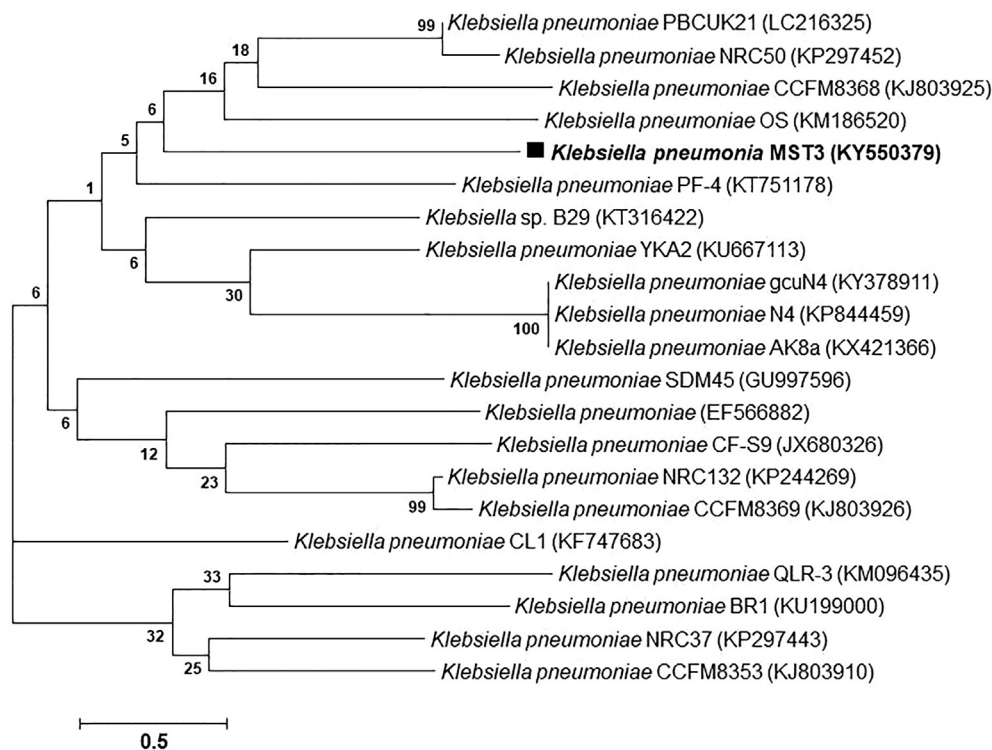 99
Klebsiella pneumoniae PBCUK21 (LC216325)
18
Klebsiella pneumoniae NRC50 (KP297452)
16
Klebsiella pneumoniae CCFM8368 (KJ803925)
6
Klebsiella pneumoniae OS (KM186520)
5
Klebsiella pneumonia MST3 (KY550379)
1
Klebsiella pneumoniae PF-4 (KT751178)
Klebsiella sp. B29 (KT316422)
6
Klebsiella pneumoniae YKA2 (KU667113)
6
30
Klebsiella pneumoniae gcuN4 (KY378911)
Klebsiella pneumoniae N4 (KP844459)
100
Klebsiella pneumoniae AK8a (KX421366)
Klebsiella pneumoniae SDM45 (GU997596)
6
Klebsiella pneumoniae (EF566882)
12
Klebsiella pneumoniae CF-S9 (JX680326)
23
Klebsiella pneumoniae NRC132 (KP244269)
99
Klebsiella pneumoniae CCFM8369 (KJ803926)
Klebsiella pneumoniae CL1 (KF747683)
33
Klebsiella pneumoniae QLR-3 (KM096435)
Klebsiella pneumoniae BR1 (KU199000)
32
Klebsiella pneumoniae NRC37 (KP297443)
25
Klebsiella pneumoniae CCFM8353 (KJ803910)
0.5